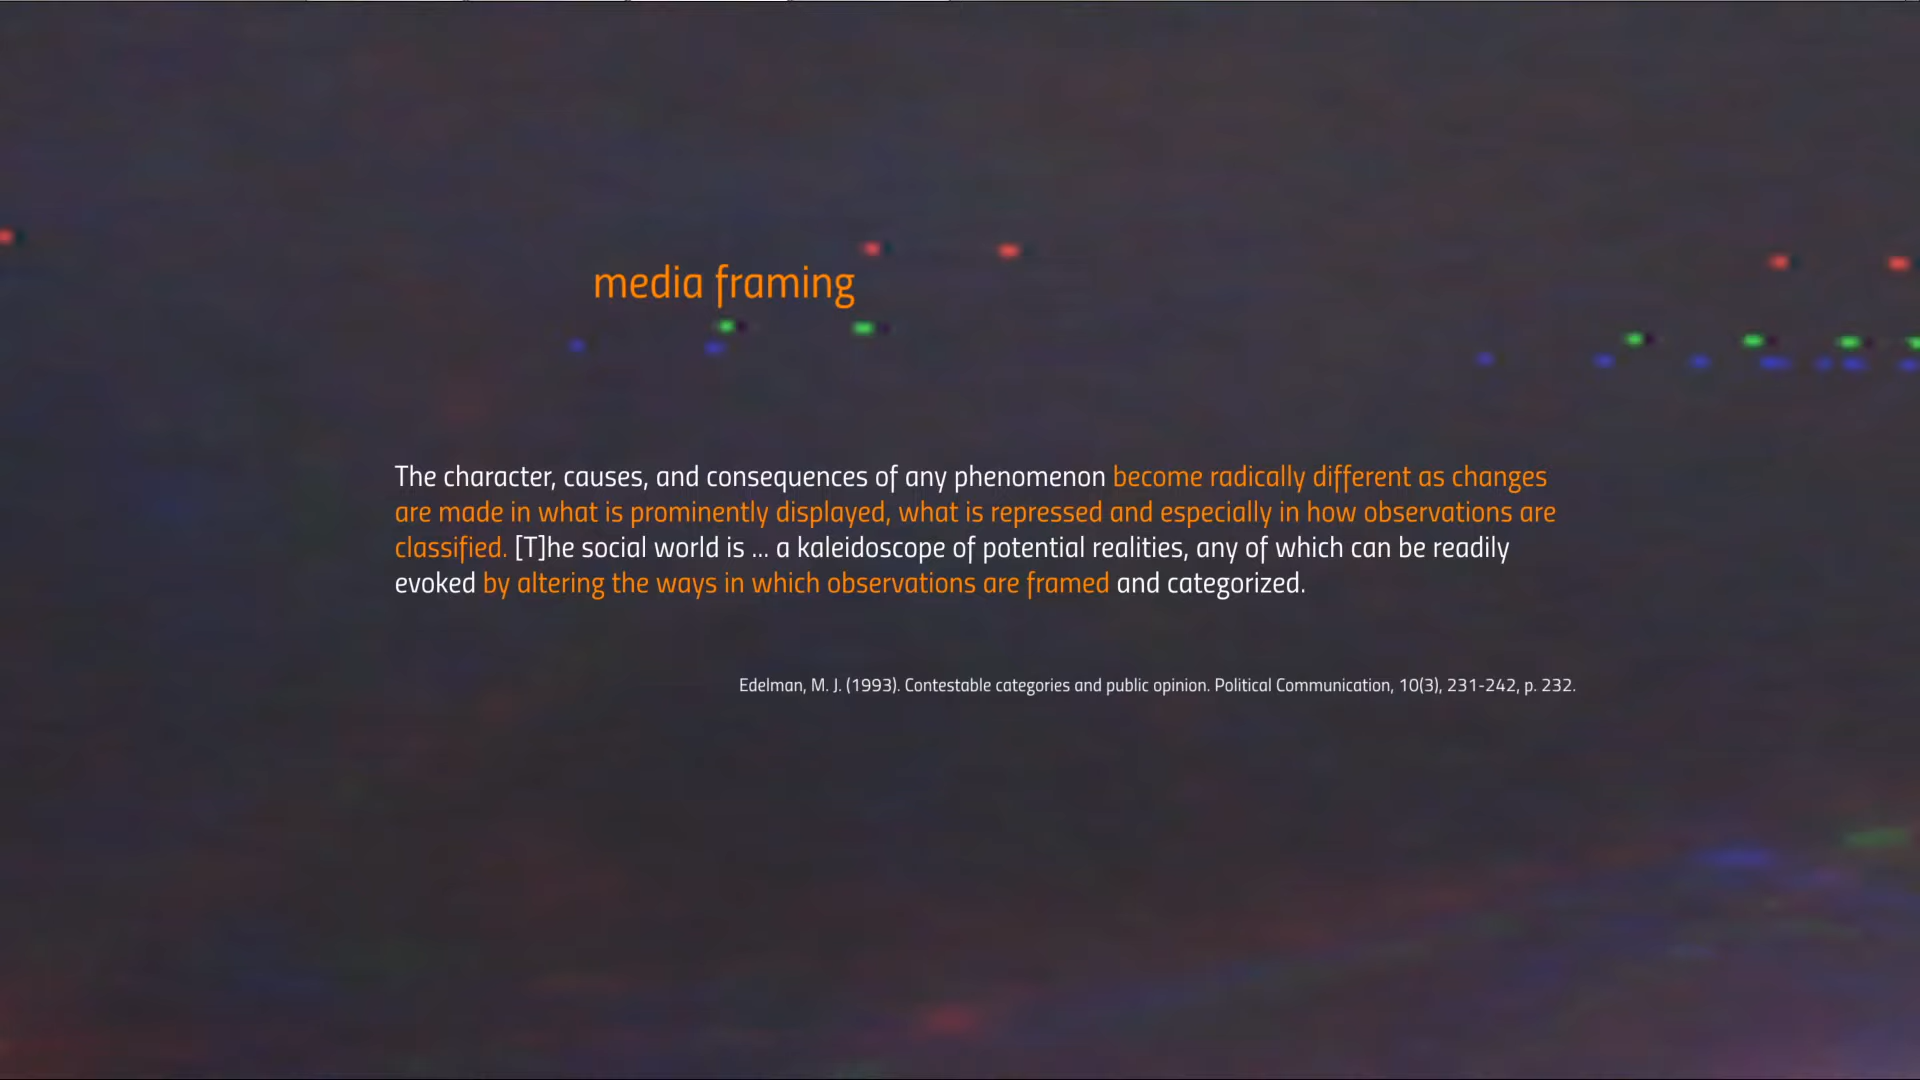 media framing
The character, causes, and consequences of any phenomenon become radically different as changes
are made in what is prominently displayed, what is repressed and especially in how observations are
classified. [T]he social world is ... a kaleidoscope of potential realities, any of which can be readily
evoked by altering the ways in which observations are framed and categorized.
Edelman, M. J. (1993). Contestable categories and public opinion. Political Communication, 10(3), 231-242, p. 232.